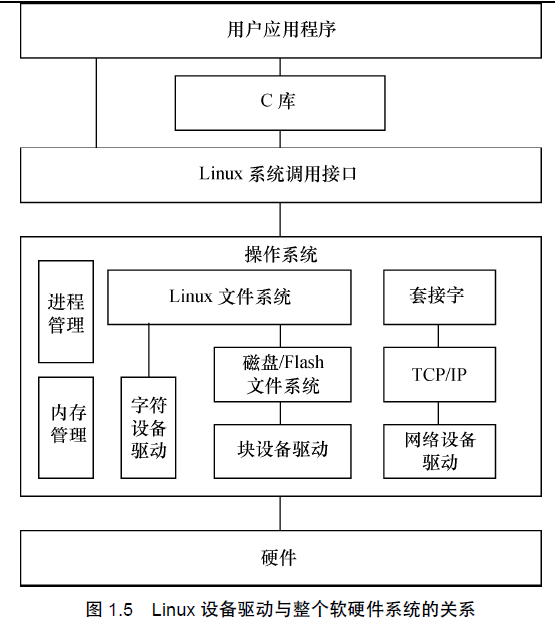 用户应用程序
C 库
Linux 系统调用接口
操作系统
进程
管理
Linux 文件系统
套接字
磁盘/Flash
文件系统
TCP/IP
内存
管理
字符
设备
驱动
块设备驱动
网络设备
驱动
硬件
图 1.5 Linux 设备驱动与整个软硬件系统的关系